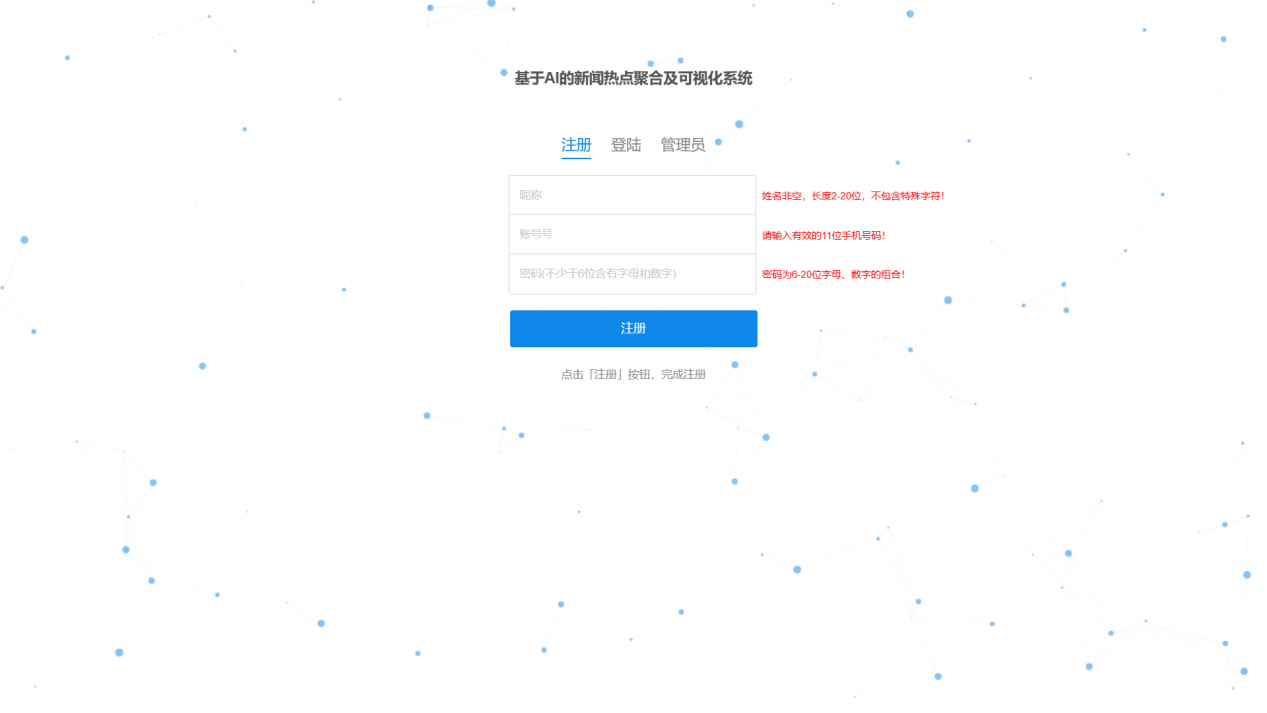 基于AI的新闻热点聚合及可视化系统
注册 登陆 管理员
昵称 姓名非空，长度2-20位，不包含特殊字符！
账号号 请输入有效的11位手机号码！
密码(不少于6位含有字母和数字) 密码为6-20位字母、数字的组合！
注册
点击「注册」按钮，完成注册